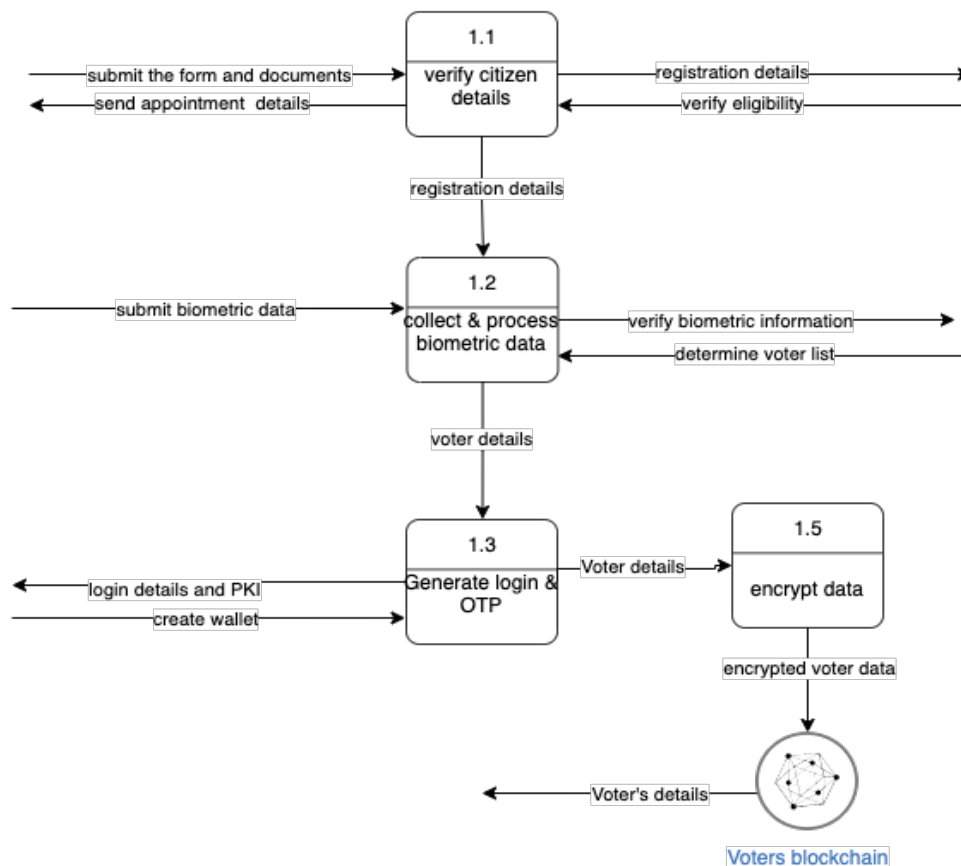 1.1
submit the form and documents
verify citizen
details
registration details
send appointment details
verify eligibility
registration details
1.2
submit biometric data
collect & process
biometric data
verify biometric information
determine voter list
voter details
1.3
1.5
Generate login &
OTP
Voter details
login details and PKI
encrypt data
create wallet
encrypted voter data
Voter's details
Voters blockchain